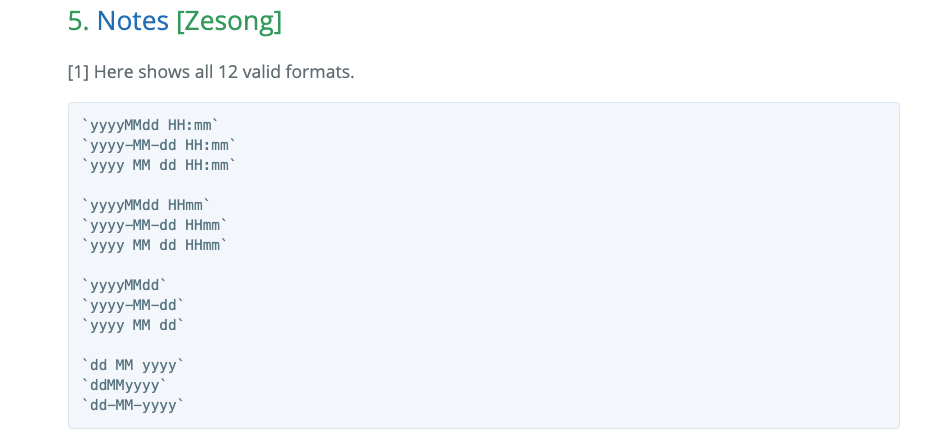 5. Notes [Zesong]
[1] Here shows all 12 valid formats.
`yyyyMMdd HH:mm`
`yyyy-MM-dd HH:mm`
`yyyy MM dd HH:mm`
`yyyyMMdd HHmm`
`yyyy-MM-dd HHmm`
`yyyy MM dd HHmm`
`yyyyMMdd`
`yyyy-MM-dd`
`yyyy MM dd`
`dd MM yyyy`
`ddMMyyyy`
`dd-MM-yyyy`